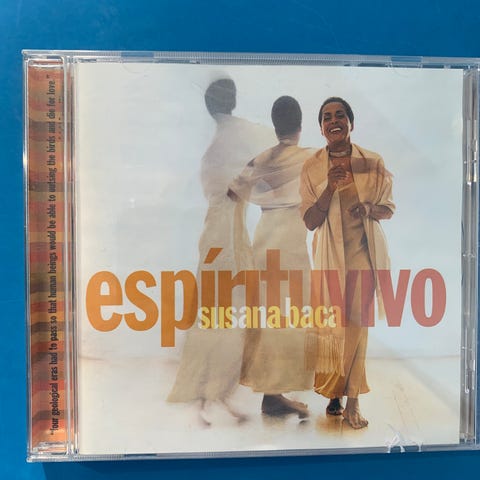 "four geological eras had to pass so that human beings would be able to outsing the birds and die for love."
espíritu vivo
susana baca